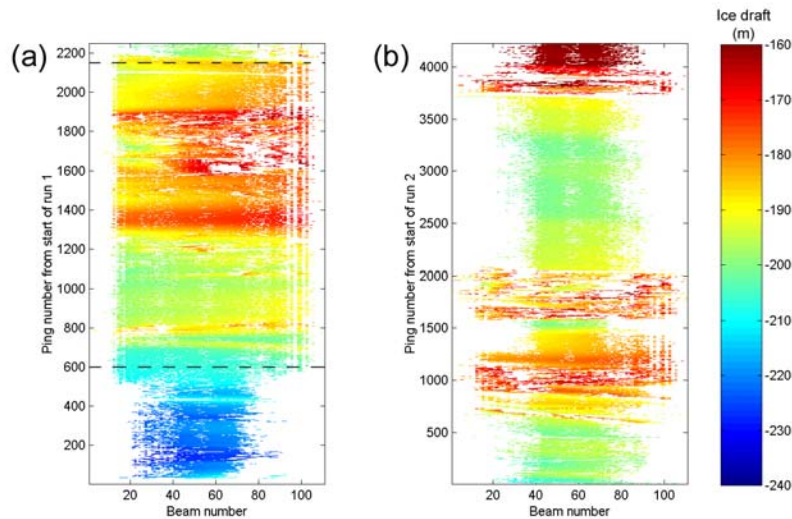 Ice draft
(m)
(a)
(b)
2200
2000
1800
1600
1400
1200
1000
800
600
400
200
Ping number from start of run 1
20 40 60 80 100
Beam number
4000
3500
3000
2500
2000
1500
1000
500
Ping number from start of run 2
20 40 60 80 100
Beam number
-160
-170
-180
-190
-200
-210
-220
-230
-240